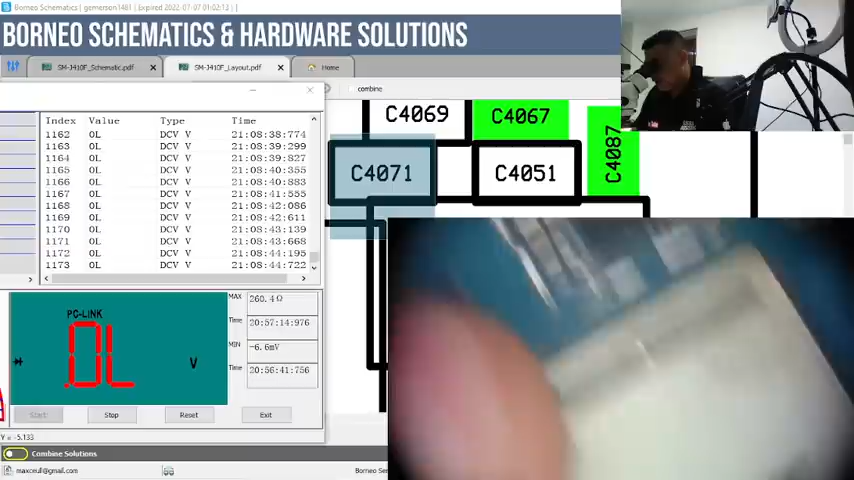 Borneo Schematics | gemerson1481 | Expired 2022-07-07 01:02:13 | |
BORNEO SCHEMATICS & HARDWARE SOLUTIONS
SM-J410F_Schematic.pdf
SM-J410F_Layout.pdf
Home
combine
Index Value Type Time
1162 OL DCV V 21:08:38:774
1163 OL DCV V 21:08:39:299
1164 OL DCV V 21:08:39:827
1165 OL DCV V 21:08:40:355
1166 OL DCV V 21:08:40:883
1167 OL DCV V 21:08:41:555
1168 OL DCV V 21:08:42:086
1169 OL DCV V 21:08:42:611
1170 OL DCV V 21:08:43:139
1171 OL DCV V 21:08:43:668
1172 OL DCV V 21:08:44:195
1173 OL DCV V 21:08:44:722
C4069
C4067
C4087
C4071
C4051
PC-LINK
.OL
V
MAX 260.4Ω
Time 20:57:14:976
MIN -6.6mV
Time 20:56:41:756
Start
Stop
Reset
Exit
Y = -5.133
Combine Solutions
Borneo Se